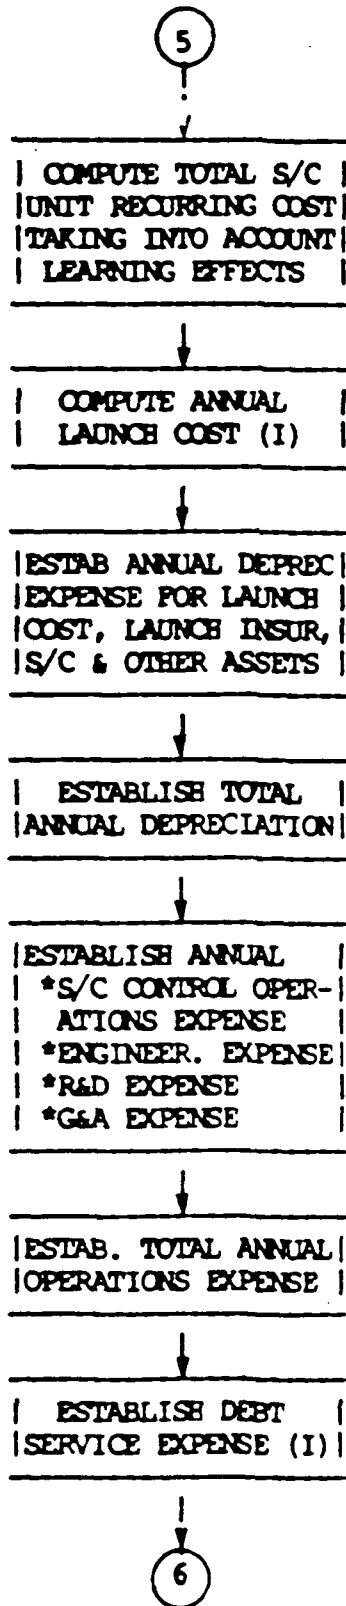 5
COMPUTE TOTAL S/C
UNIT RECURRING COST
TAKING INTO ACCOUNT
LEARNING EFFECTS
COMPUTE ANNUAL
LAUNCH COST (I)
ESTAB ANNUAL DEPREC
EXPENSE FOR LAUNCH
COST, LAUNCH INSUR,
S/C & OTHER ASSETS
ESTABLISH TOTAL
ANNUAL DEPRECIATION
ESTABLISH ANNUAL
*S/C CONTROL OPER-
ATIONS EXPENSE
*ENGINEER. EXPENSE
*R&D EXPENSE
*G&A EXPENSE
ESTAB. TOTAL ANNUAL
OPERATIONS EXPENSE
ESTABLISH DEBT
SERVICE EXPENSE (I)
6